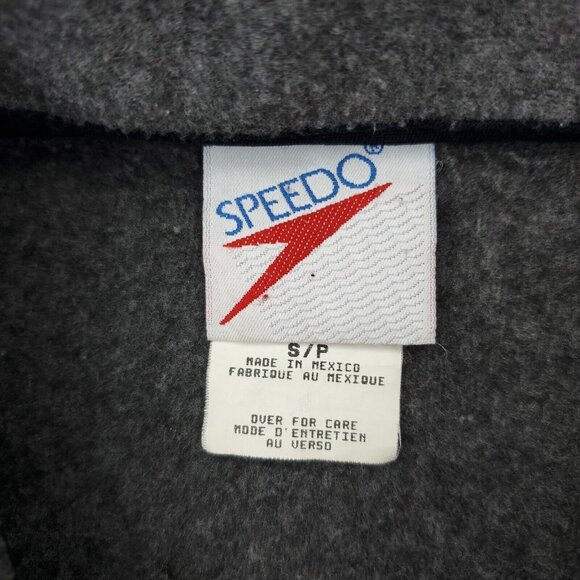 SPEEDO®
S/P
MADE IN MEXICO
FABRIQUE AU MEXIQUE
OVER FOR CARE
MODE D'ENTRETIEN
AU VERSO